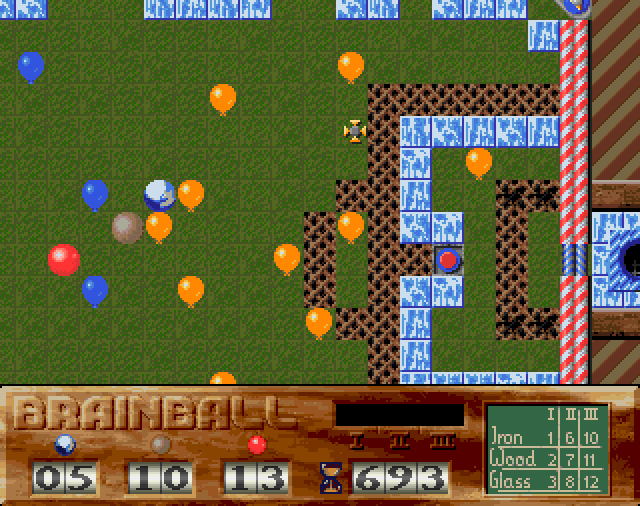 BRAINBALL
I II III
05 10 13 693
I II III
Iron 1 6 10
Wood 2 7 11
Glass 3 8 12